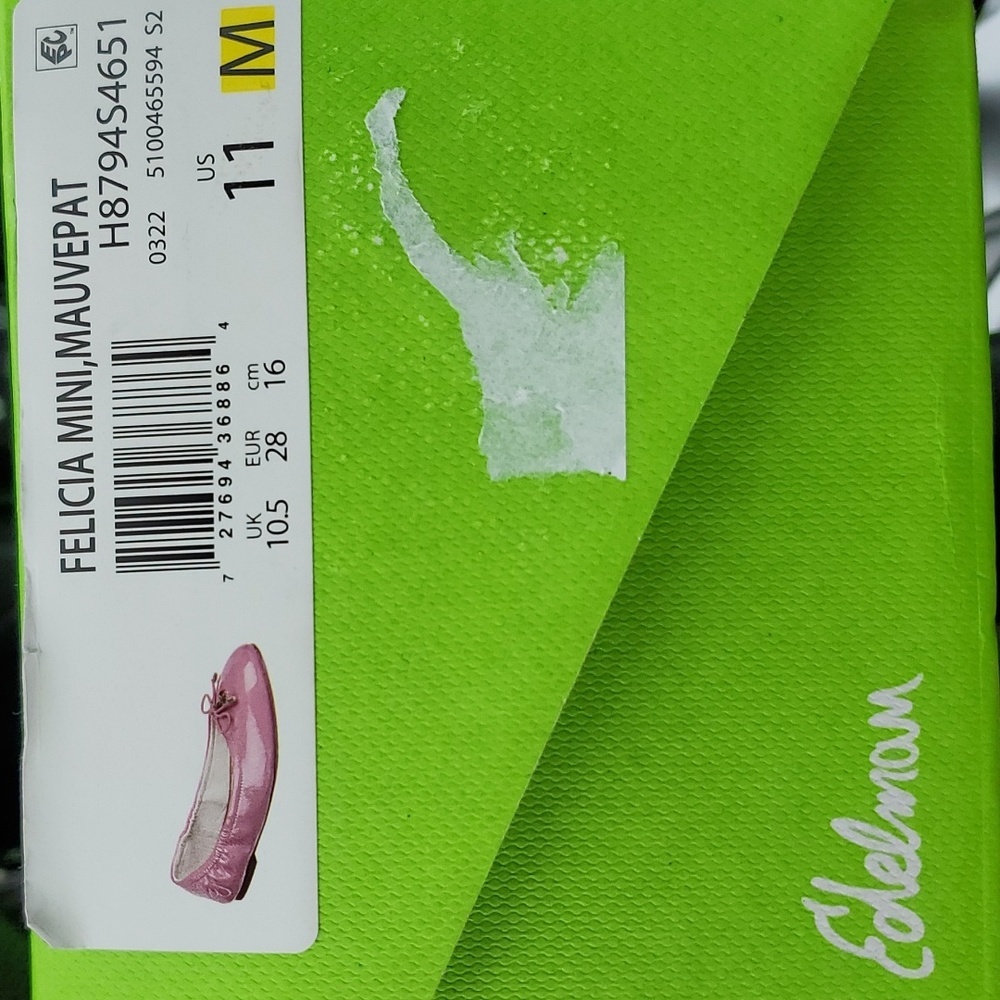 FELICIA MINI,MAUVEPAT
H8794S4651
0322 5100465594 S2
7 27694 36886 4
US
11 M
UK EUR cm
10.5 28 16
Edelman